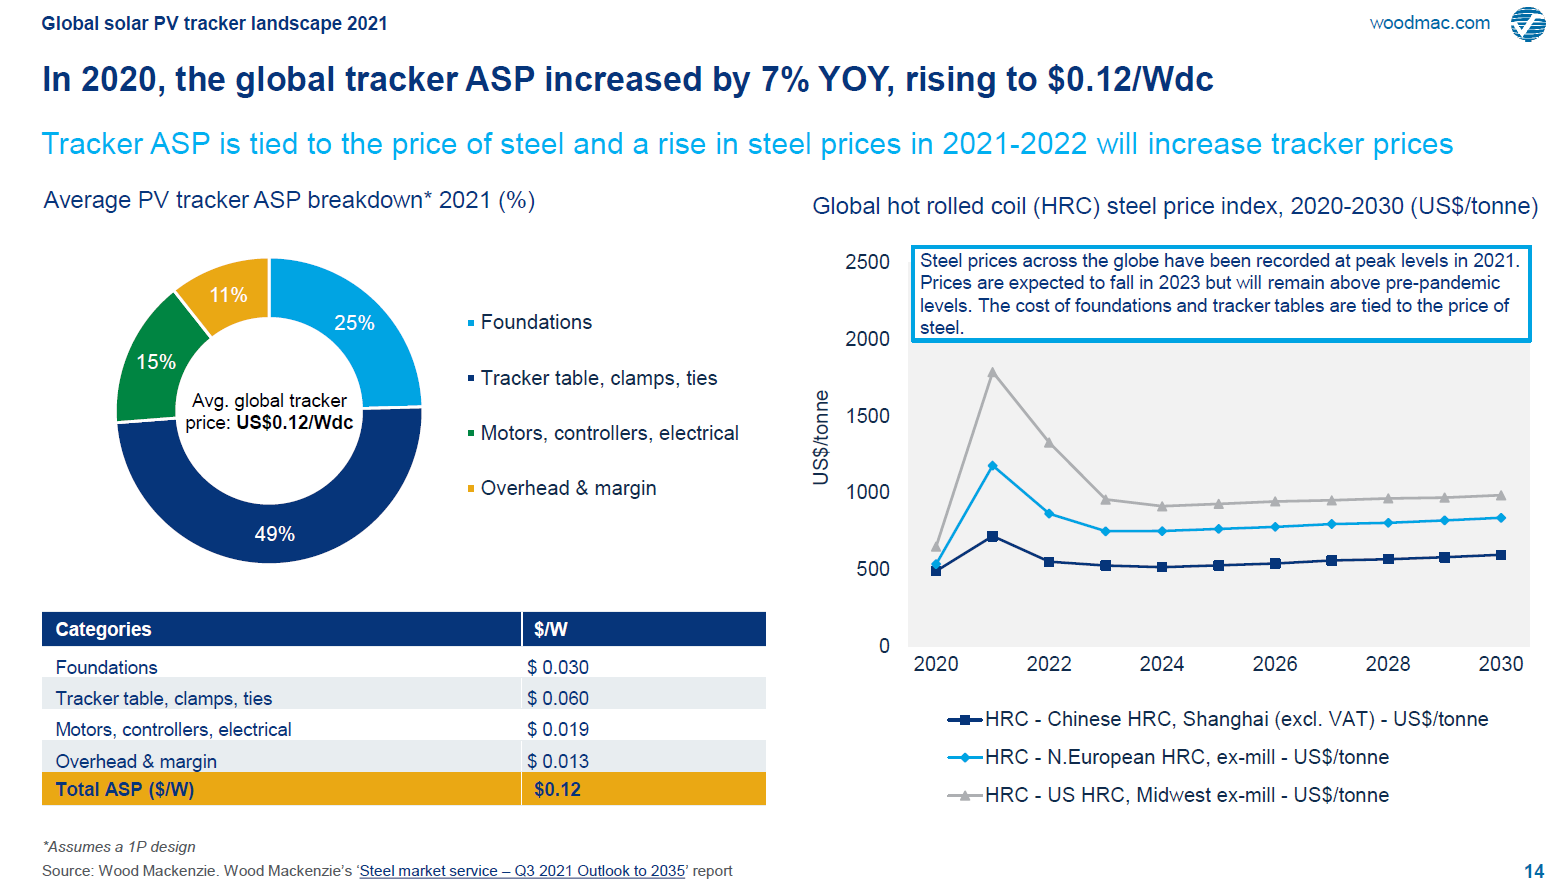 Global solar PV tracker landscape 2021
woodmac.com
In 2020, the global tracker ASP increased by 7% YOY, rising to $0.12/Wdc
Tracker ASP is tied to the price of steel and a rise in steel prices in 2021-2022 will increase tracker prices
Average PV tracker ASP breakdown* 2021 (%)
11%
25%
15%
49%
Avg. global tracker
price: US$0.12/Wdc
Foundations
Tracker table, clamps, ties
Motors, controllers, electrical
Overhead & margin
Categories $/W
Foundations $ 0.030
Tracker table, clamps, ties $ 0.060
Motors, controllers, electrical $ 0.019
Overhead & margin $ 0.013
Total ASP ($/W) $0.12
Global hot rolled coil (HRC) steel price index, 2020-2030 (US$/tonne)
Steel prices across the globe have been recorded at peak levels in 2021.
Prices are expected to fall in 2023 but will remain above pre-pandemic
levels. The cost of foundations and tracker tables are tied to the price of
steel.
US$/tonne
2500
2000
1500
1000
500
0
2020 2022 2024 2026 2028 2030
HRC - Chinese HRC, Shanghai (excl. VAT) - US$/tonne
HRC - N.European HRC, ex-mill - US$/tonne
HRC - US HRC, Midwest ex-mill - US$/tonne
*Assumes a 1P design
Source: Wood Mackenzie. Wood Mackenzie's ‘Steel market service – Q3 2021 Outlook to 2035’ report
14